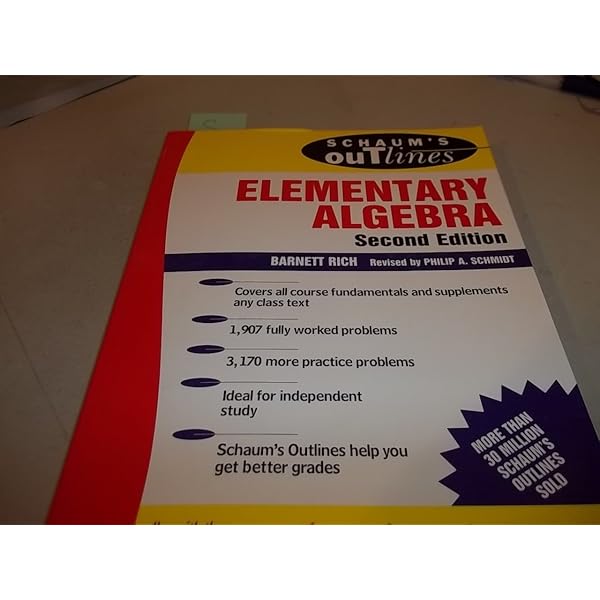 S
SCHAUM'S
ouTlines
ELEMENTARY
ALGEBRA
Second Edition
BARNETT RICH Revised by PHILIP A. SCHMIDT
Covers all course fundamentals and supplements
any class text
1,907 fully worked problems
3,170 more practice problems
Ideal for independent
study
Schaum's Outlines help you
get better grades
MORE THAN
30 MILLION
SCHAUM'S
OUTLINES
SOLD